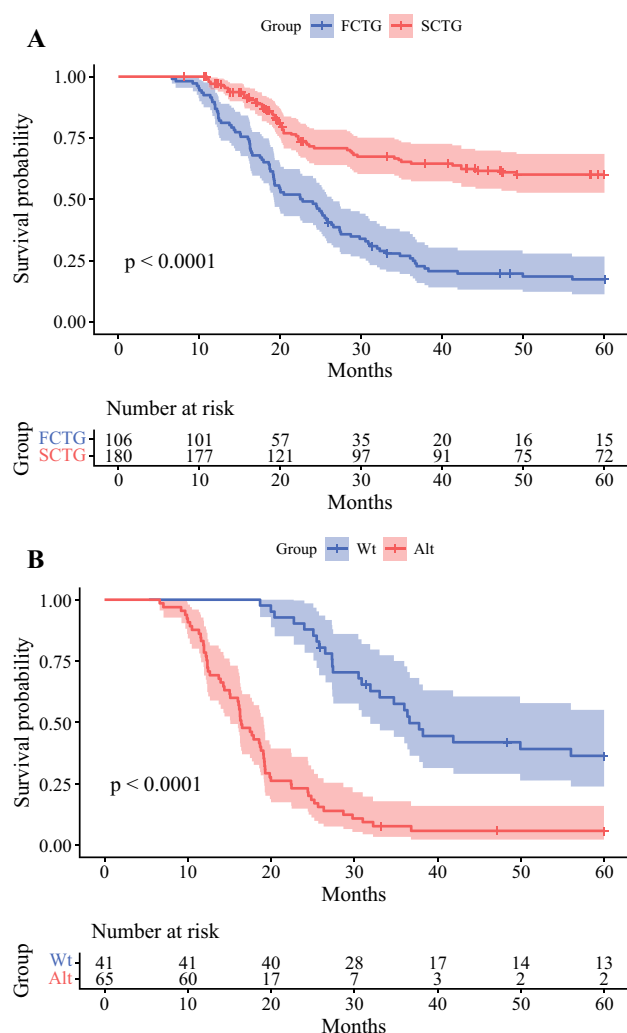 A
Group FCTG SCTG
Survival probability
1.00
0.75
0.50
0.25
0.00
p < 0.0001
0 10 20 30 40 50 60
Months
Number at risk
Group
FCTG 106 101 57 35 20 16 15
SCTG 180 177 121 97 91 75 72
0 10 20 30 40 50 60
Months
B
Group Wt Alt
Survival probability
1.00
0.75
0.50
0.25
0.00
p < 0.0001
0 10 20 30 40 50 60
Months
Number at risk
Group
Wt 41 41 40 28 17 14 13
Alt 65 60 17 7 3 2 2
0 10 20 30 40 50 60
Months